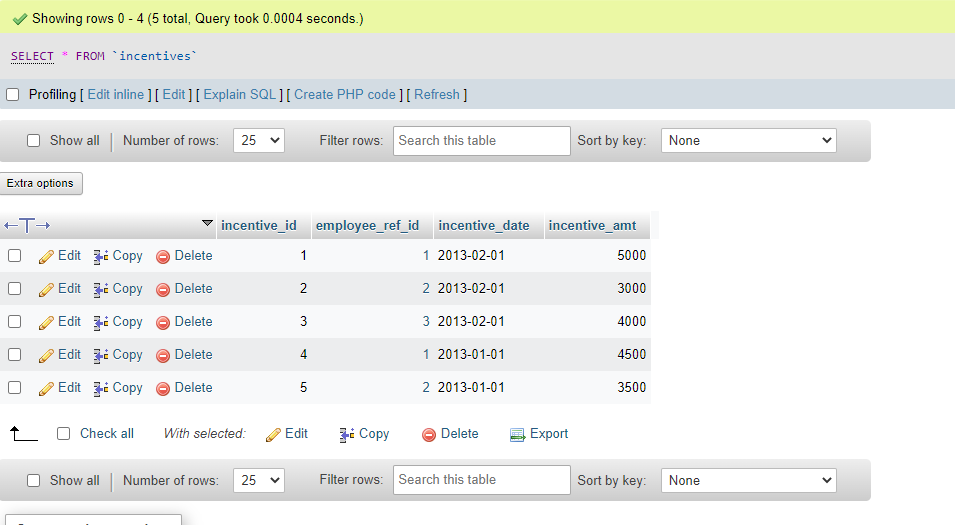 Showing rows 0 - 4 (5 total, Query took 0.0004 seconds.)
SELECT * FROM `incentives`
Profiling [ Edit inline ] [ Edit ] [ Explain SQL ] [ Create PHP code ] [ Refresh ]
Show all | Number of rows: 25 Filter rows: Search this table Sort by key: None
Extra options
←T→ incentive_id employee_ref_id incentive_date incentive_amt
Edit Copy Delete 1 1 2013-02-01 5000
Edit Copy Delete 2 2 2013-02-01 3000
Edit Copy Delete 3 3 2013-02-01 4000
Edit Copy Delete 4 1 2013-01-01 4500
Edit Copy Delete 5 2 2013-01-01 3500
Check all With selected: Edit Copy Delete Export
Show all | Number of rows: 25 Filter rows: Search this table Sort by key: None